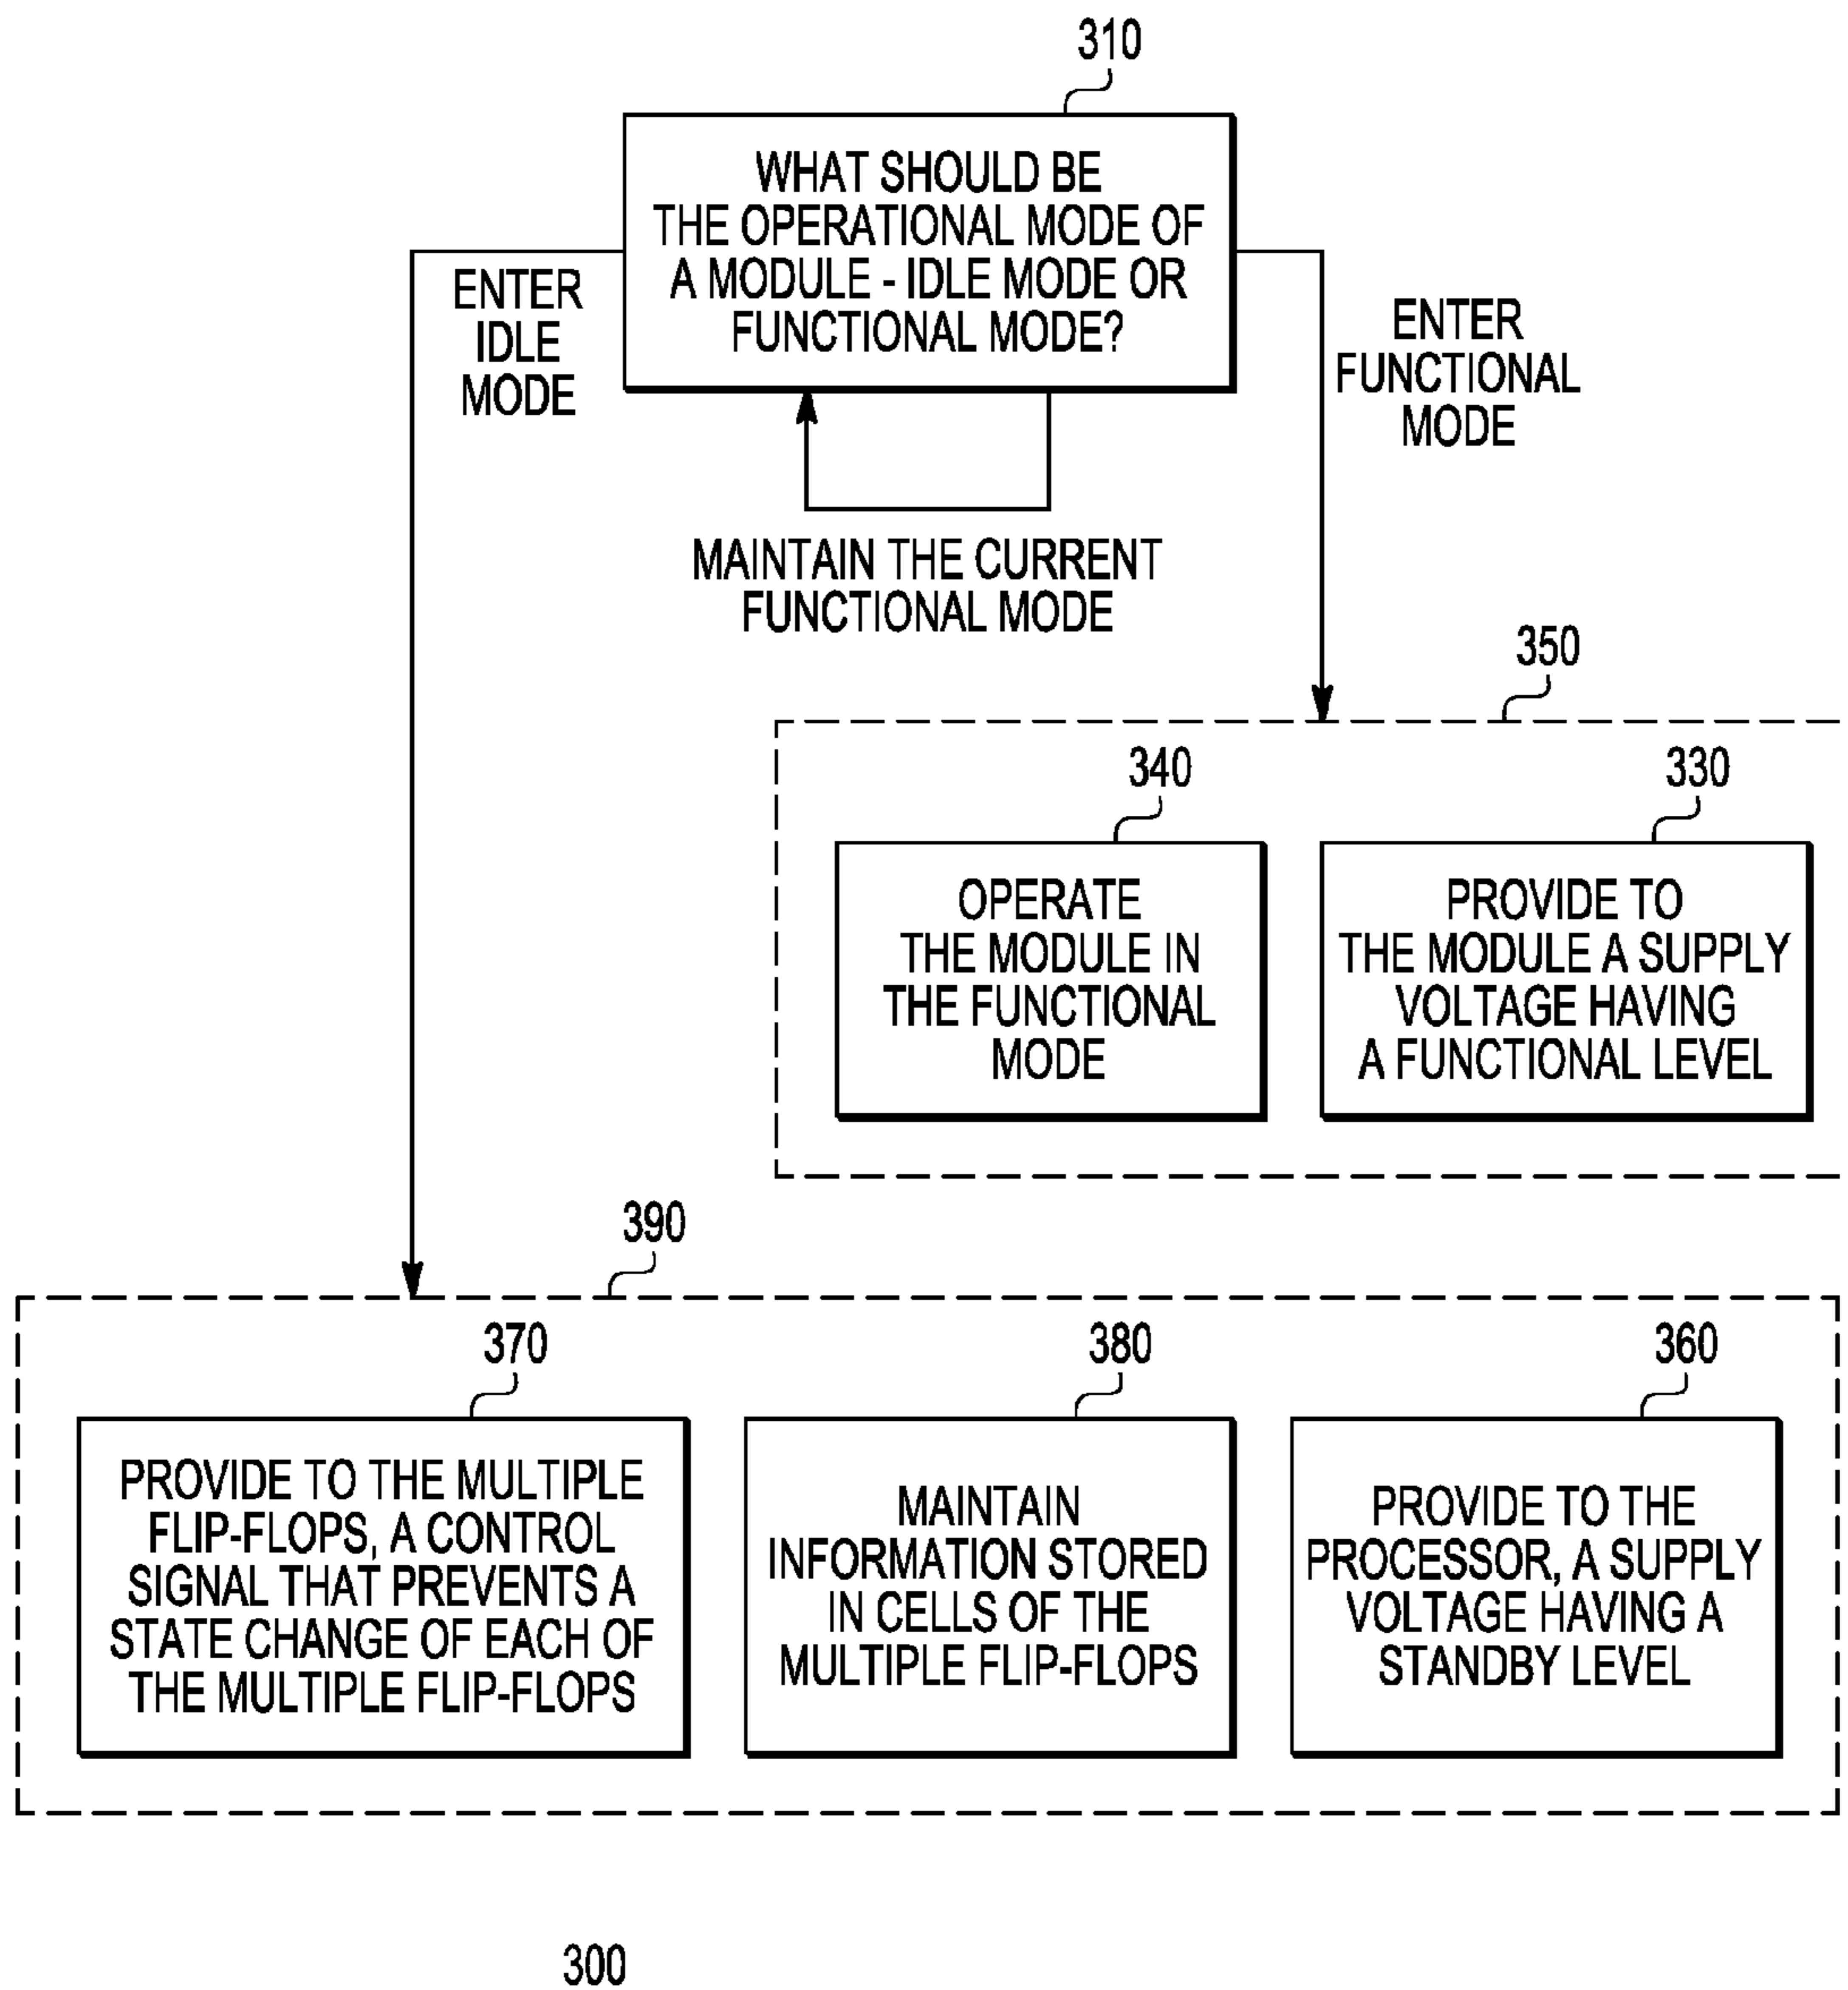 310
WHAT SHOULD BE
THE OPERATIONAL MODE OF
A MODULE - IDLE MODE OR
FUNCTIONAL MODE?
ENTER
IDLE
MODE
ENTER
FUNCTIONAL
MODE
MAINTAIN THE CURRENT
FUNCTIONAL MODE
350
340
OPERATE
THE MODULE IN
THE FUNCTIONAL
MODE
330
PROVIDE TO
THE MODULE A SUPPLY
VOLTAGE HAVING
A FUNCTIONAL LEVEL
390
370
PROVIDE TO THE MULTIPLE
FLIP-FLOPS, A CONTROL
SIGNAL THAT PREVENTS A
STATE CHANGE OF EACH OF
THE MULTIPLE FLIP-FLOPS
380
MAINTAIN
INFORMATION STORED
IN CELLS OF THE
MULTIPLE FLIP-FLOPS
360
PROVIDE TO THE
PROCESSOR, A SUPPLY
VOLTAGE HAVING A
STANDBY LEVEL
300